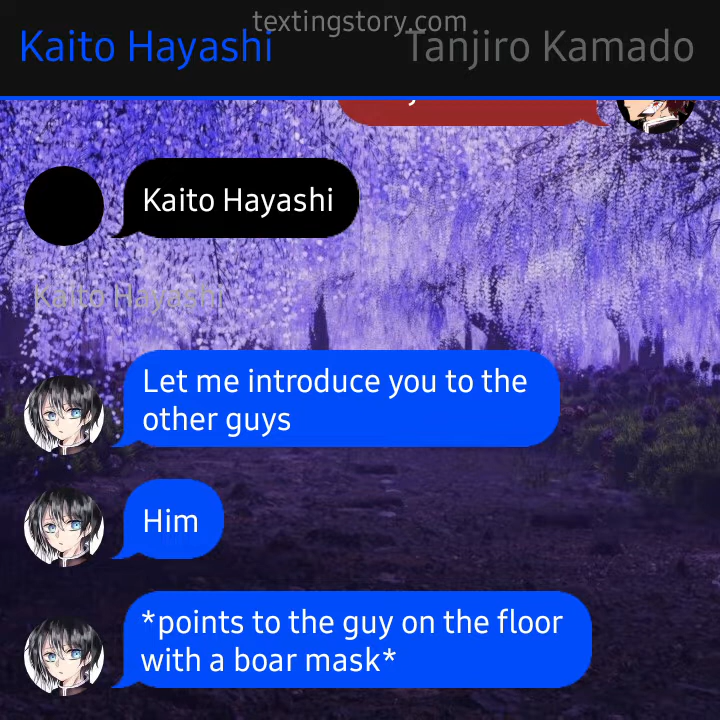 textingstory.com
Kaito Hayashi
Tanjiro Kamado
Kaito Hayashi
Kaito Hayashi
Let me introduce you to the
other guys
Him
*points to the guy on the floor
with a boar mask*